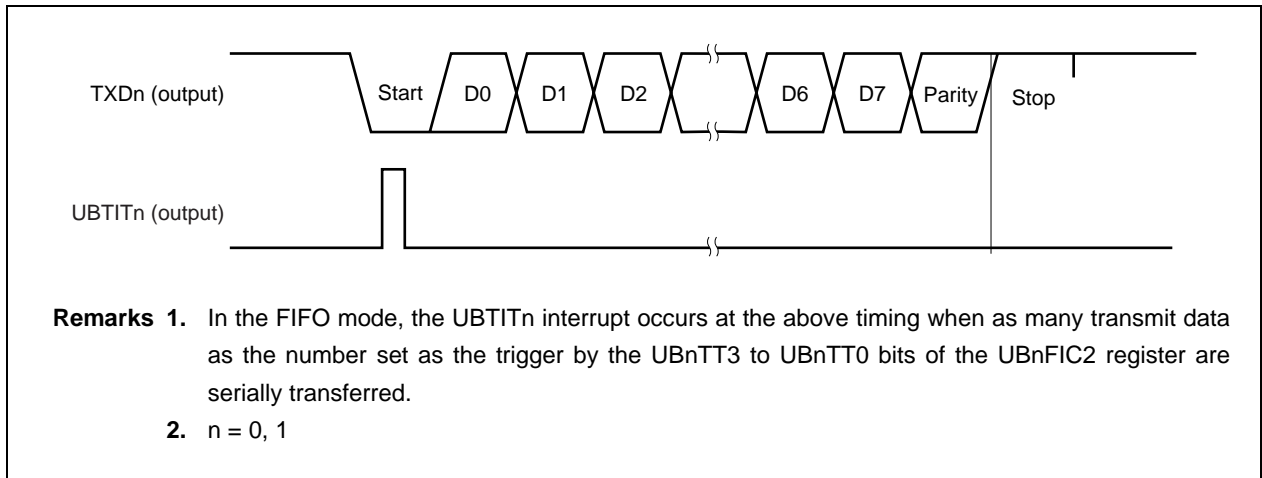 TXDn (output) Start D0 D1 D2 D6 D7 Parity Stop
UBTITn (output)
Remarks 1. In the FIFO mode, the UBTITn interrupt occurs at the above timing when as many transmit data
as the number set as the trigger by the UBnTT3 to UBnTT0 bits of the UBnFIC2 register are
serially transferred.
2. n = 0, 1